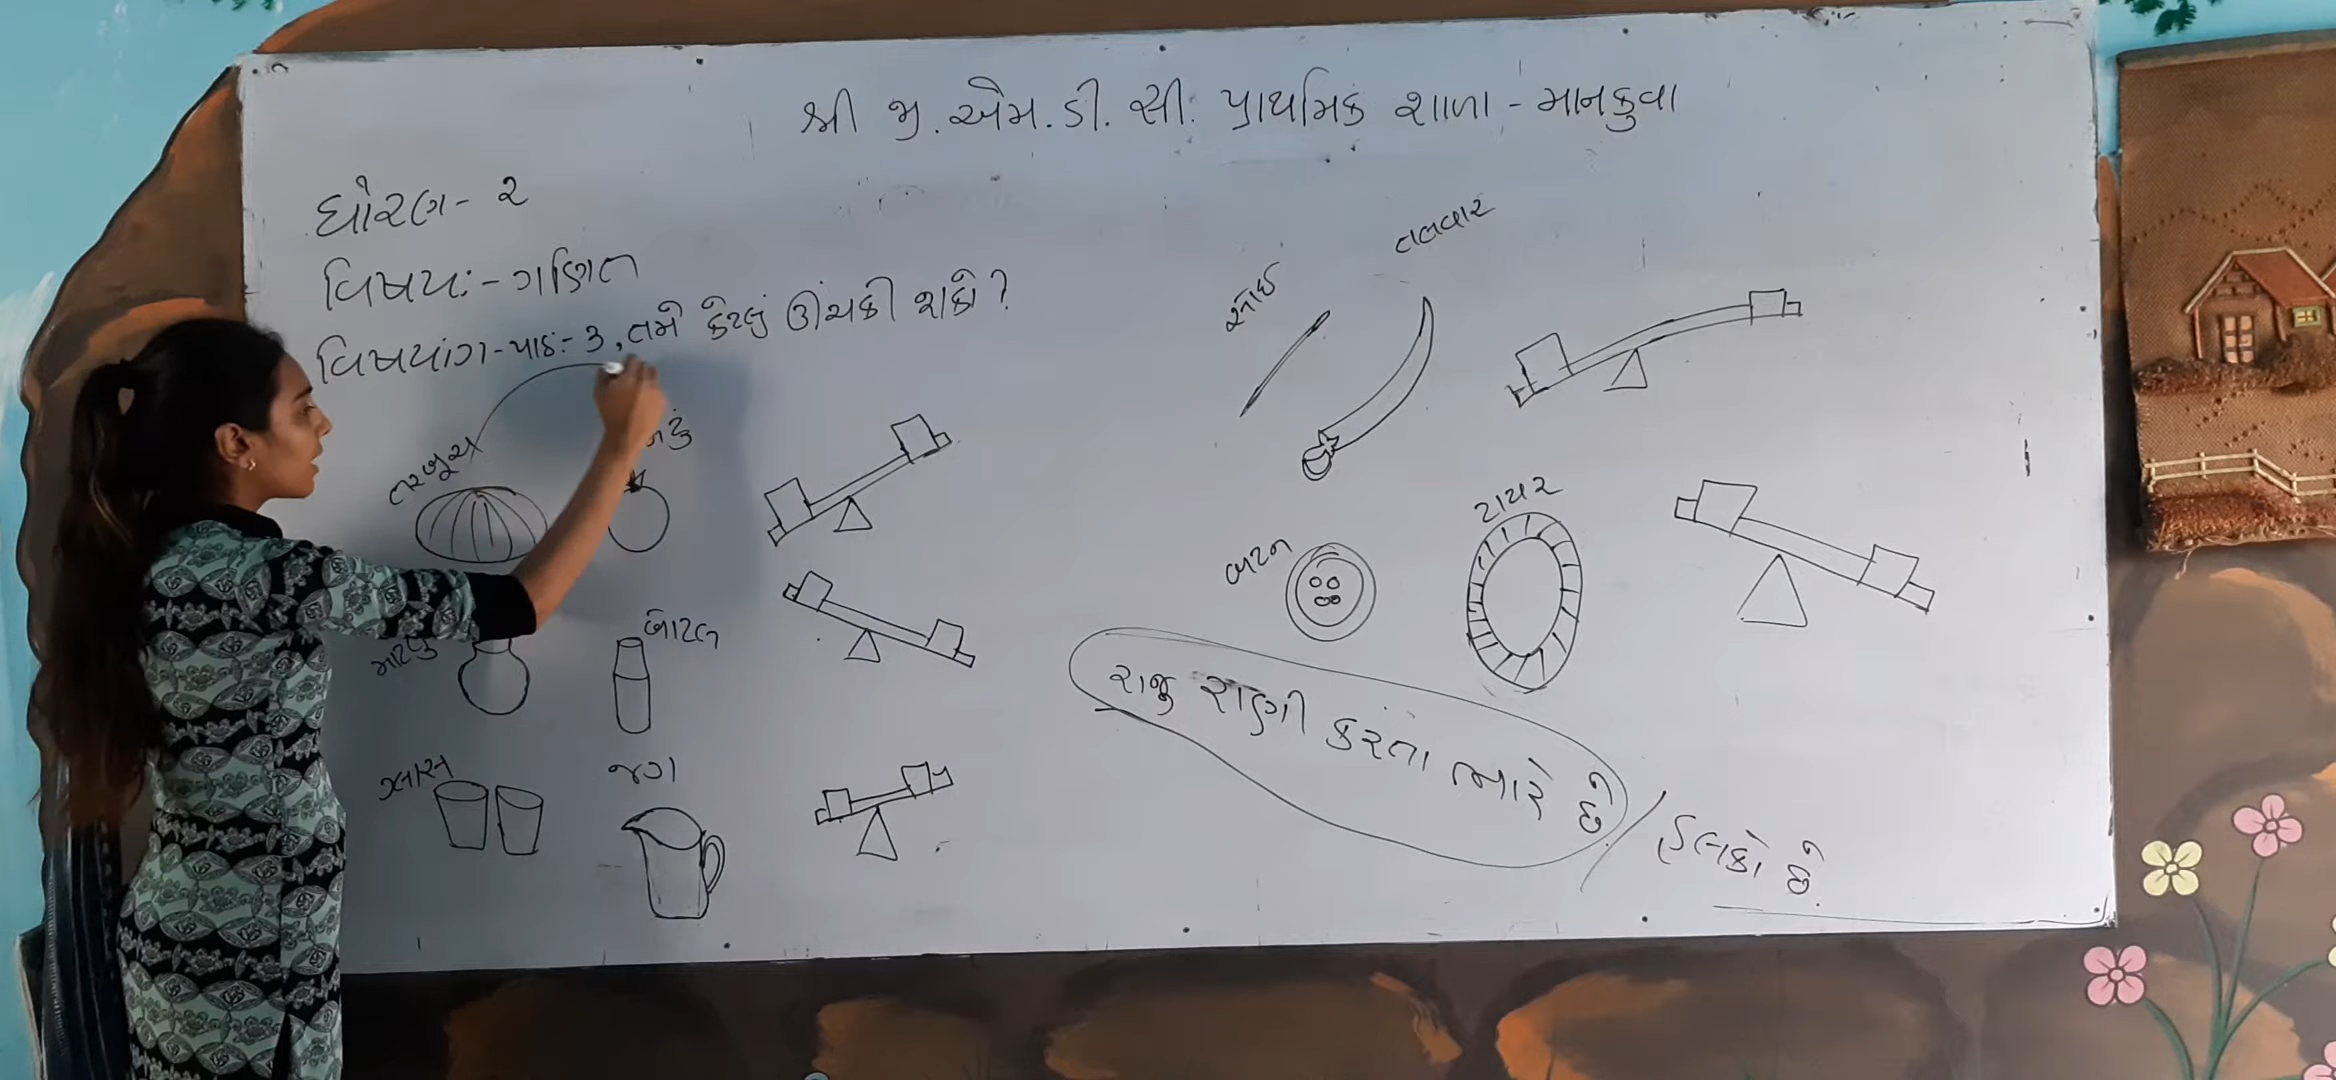 શ્રી જી. એમ. ડી. સી. પ્રાથમિક શાળા - માનકુવા
ધોરણ - ૨
વિષય :- ગણિત
વિષયાંગ - પાઠ :- ૩, તમે કેટલું ઊંચકી શકો ?
તરબૂચ
માટલું
બોટલ
ગ્લાસ
જગ
સોઈ
તલવાર
બટન
ટાયર
રાજુ રાણી કરતા ભારે છે / હલકો છે.